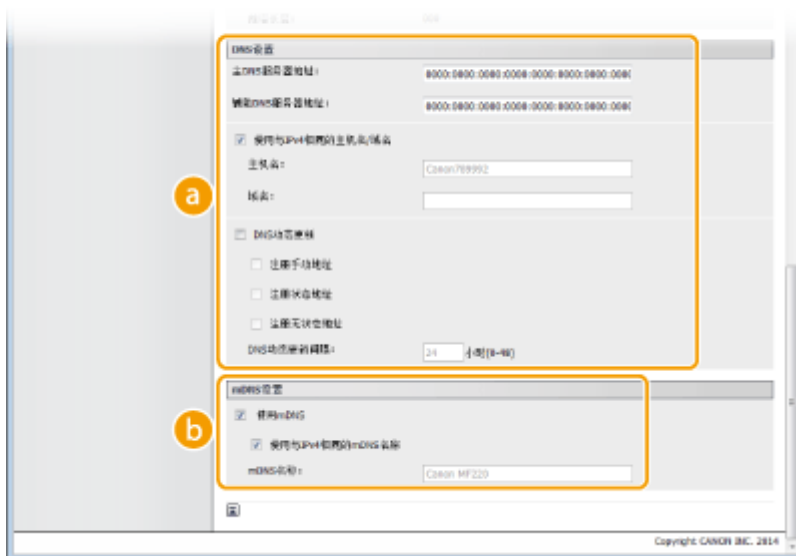 DNS设置
主DNS服务器地址:
0000:0000:0000:0000:0000:0000:0000:000(
辅助DNS服务器地址:
0000:0000:0000:0000:0000:0000:0000:000(
使用与IPv4相同的主机名/域名
主机名:
Canon789992
域名:
a
DNS动态更新
注册手动地址
注册状态地址
注册无状态地址
DNS动态更新间隔:
24
小时(0-48)
mDNS设置
使用mDNS
b
使用与IPv4相同的mDNS名称
mDNS名称:
Canon MF220
Copyright CANON INC. 2014